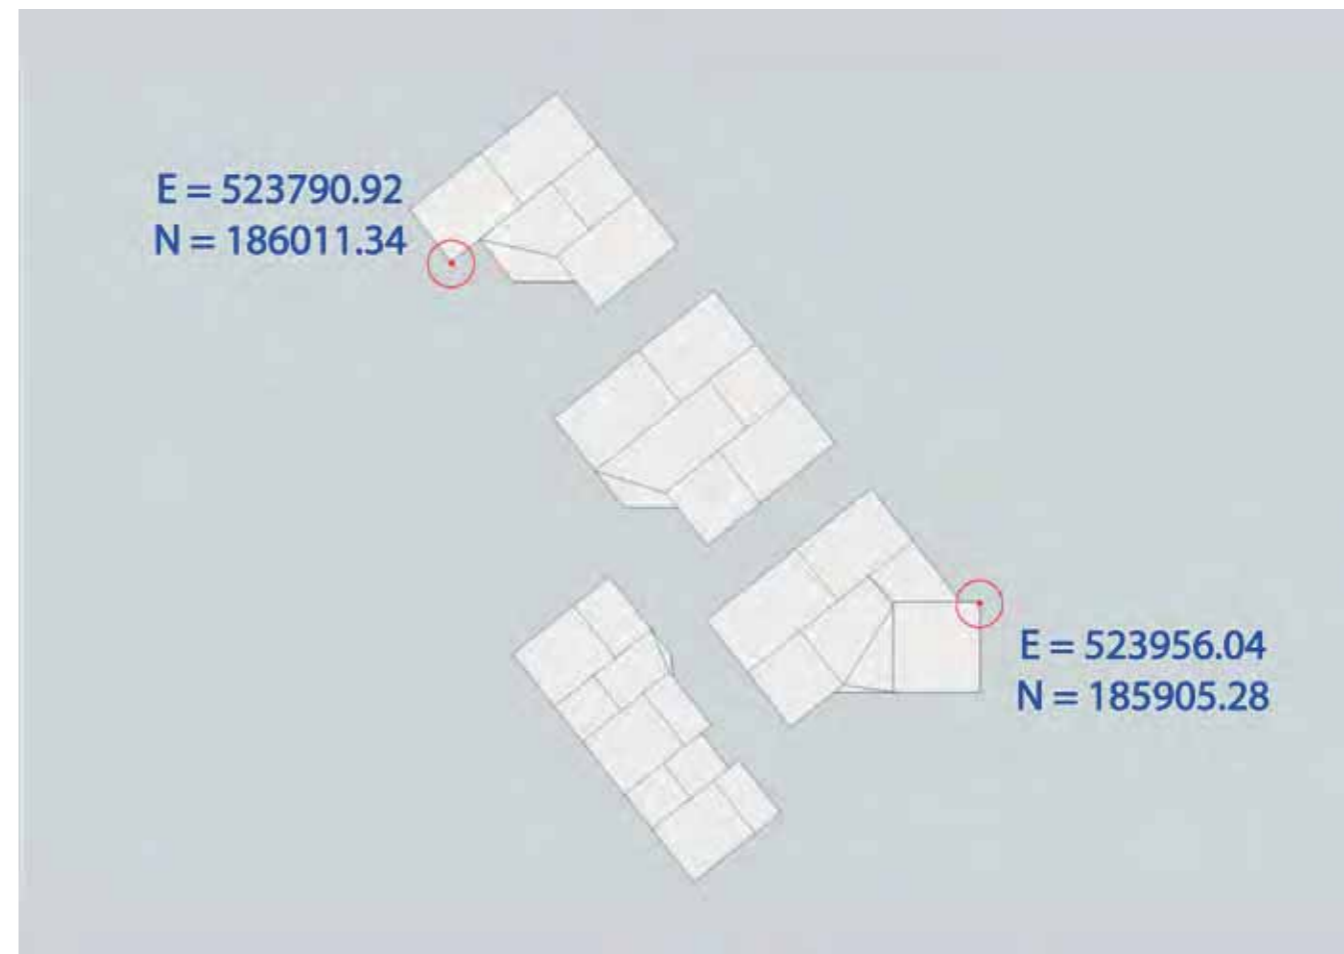 E = 523790.92
N = 186011.34
E = 523956.04
N = 185905.28